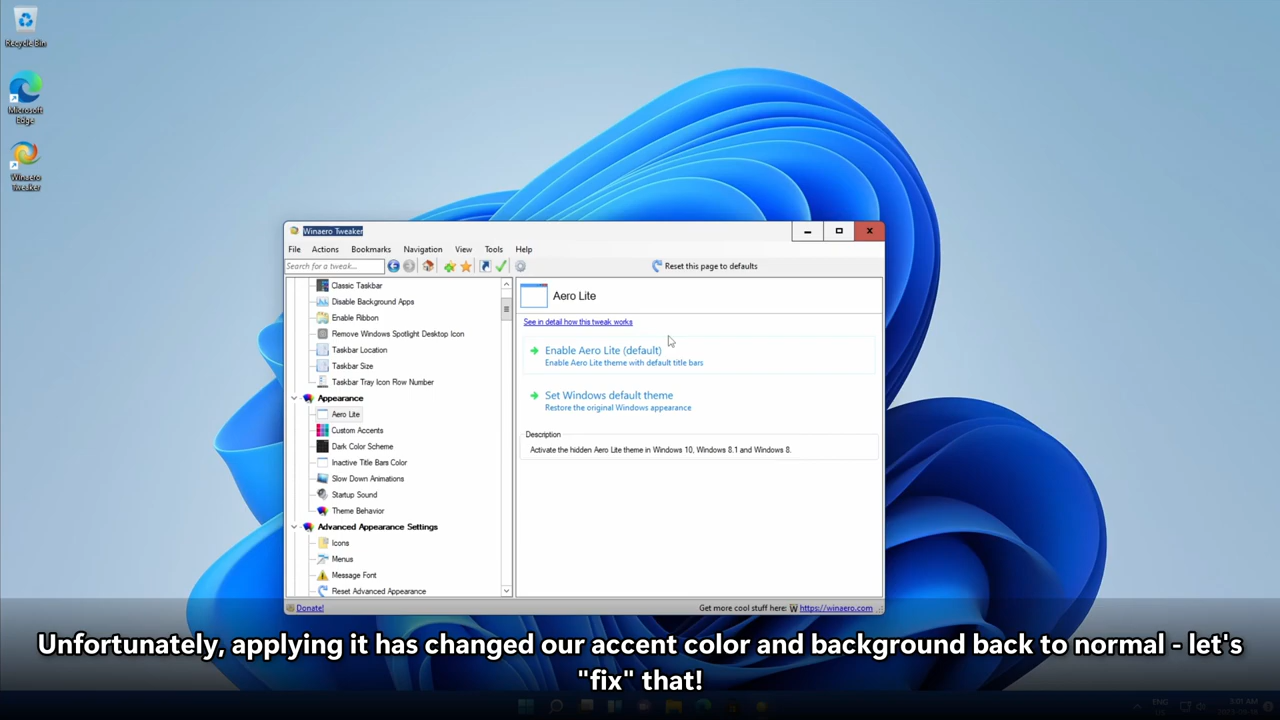 Recycle Bin
Microsoft
Edge
Winaero
Tweaker
Winaero Tweaker
File Actions Bookmarks Navigation View Tools Help
Search for a tweak...
Reset this page to defaults
Classic Taskbar
Disable Background Apps
Enable Ribbon
Remove Windows Spotlight Desktop Icon
Taskbar Location
Taskbar Size
Taskbar Tray Icon Row Number
Appearance
Aero Lite
Custom Accents
Dark Color Scheme
Inactive Title Bars Color
Slow Down Animations
Startup Sound
Theme Behavior
Advanced Appearance Settings
Icons
Menus
Message Font
Reset Advanced Appearance
Aero Lite
See in detail how this tweak works
Enable Aero Lite (default)
Enable Aero Lite theme with default title bars
Set Windows default theme
Restore the original Windows appearance
Description
Activate the hidden Aero Lite theme in Windows 10, Windows 8.1 and Windows 8.
Donate!
Get more cool stuff here: W https://winaero.com
Unfortunately, applying it has changed our accent color and background back to normal - let's
"fix" that!
ENG